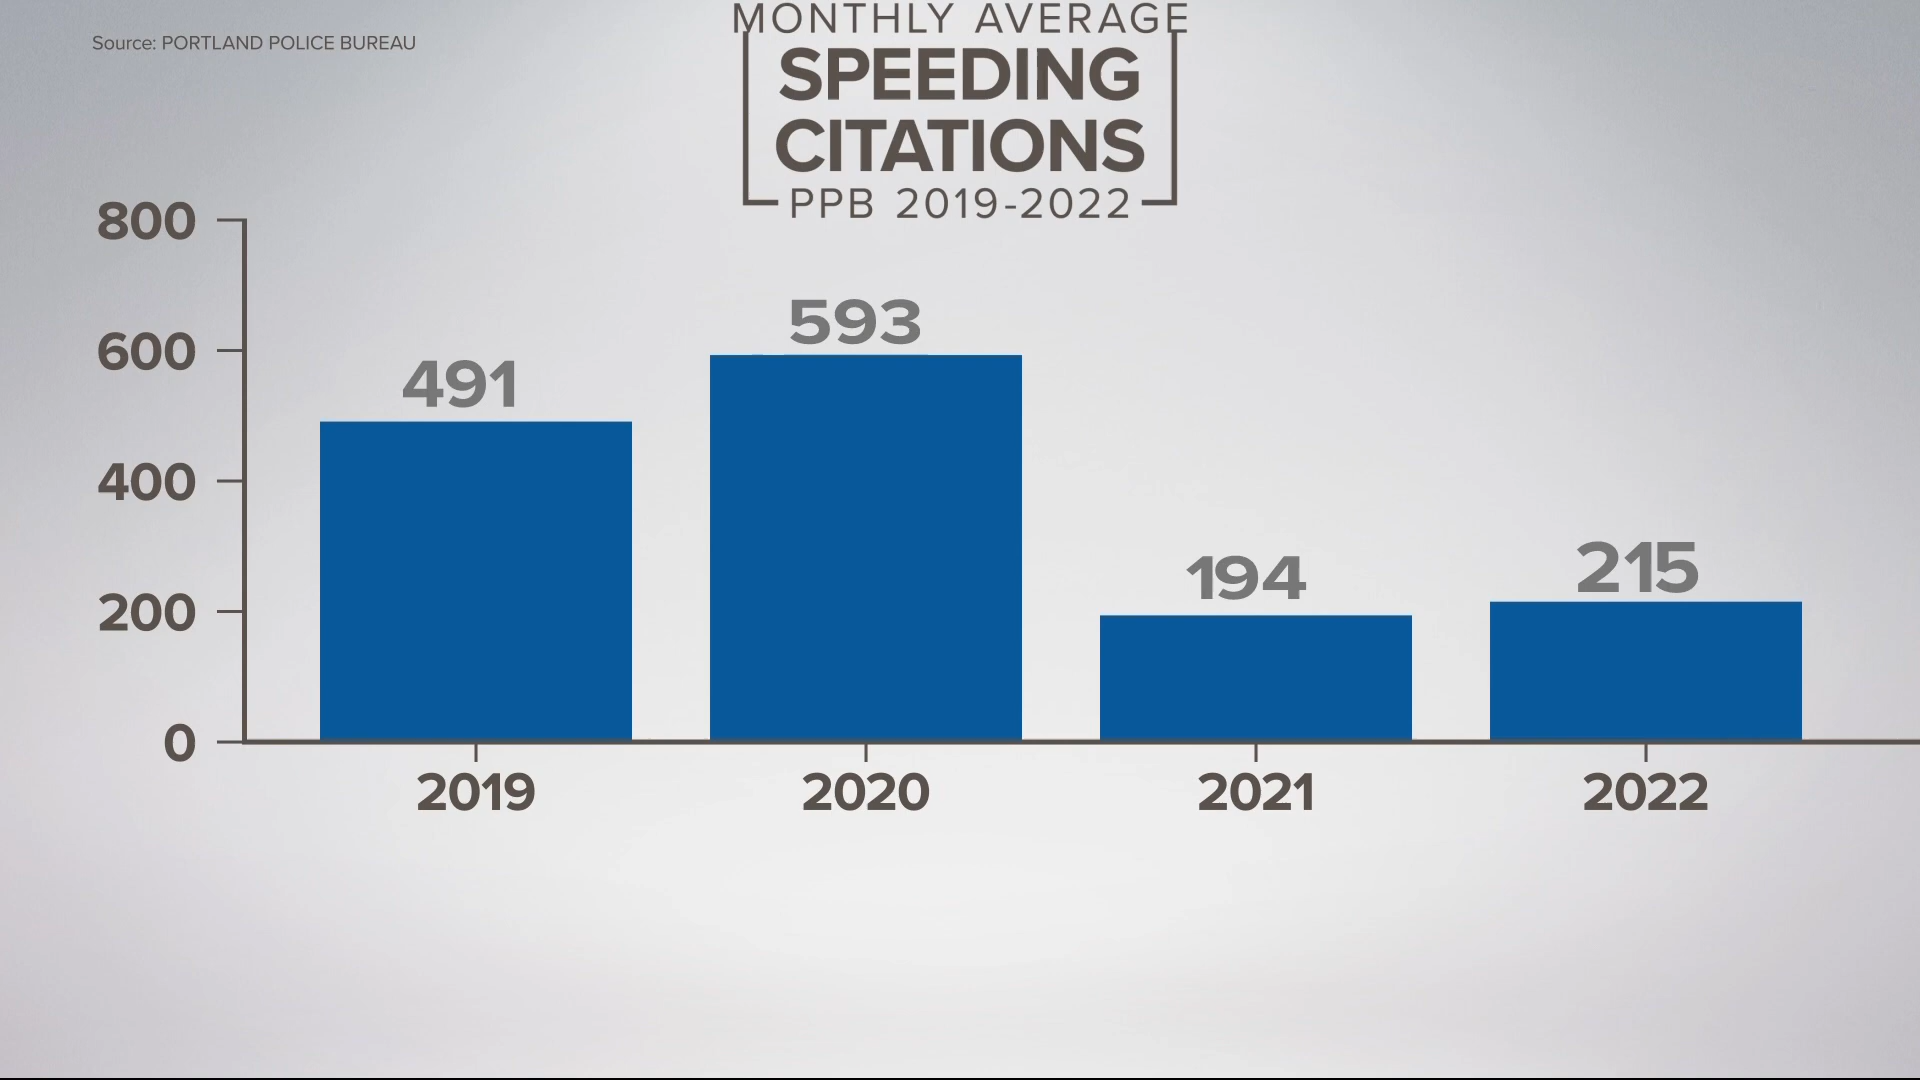 Source: PORTLAND POLICE BUREAU
MONTHLY AVERAGE
SPEEDING
CITATIONS
PPB 2019-2022
800
600
400
200
0
491
593
194
215
2019
2020
2021
2022